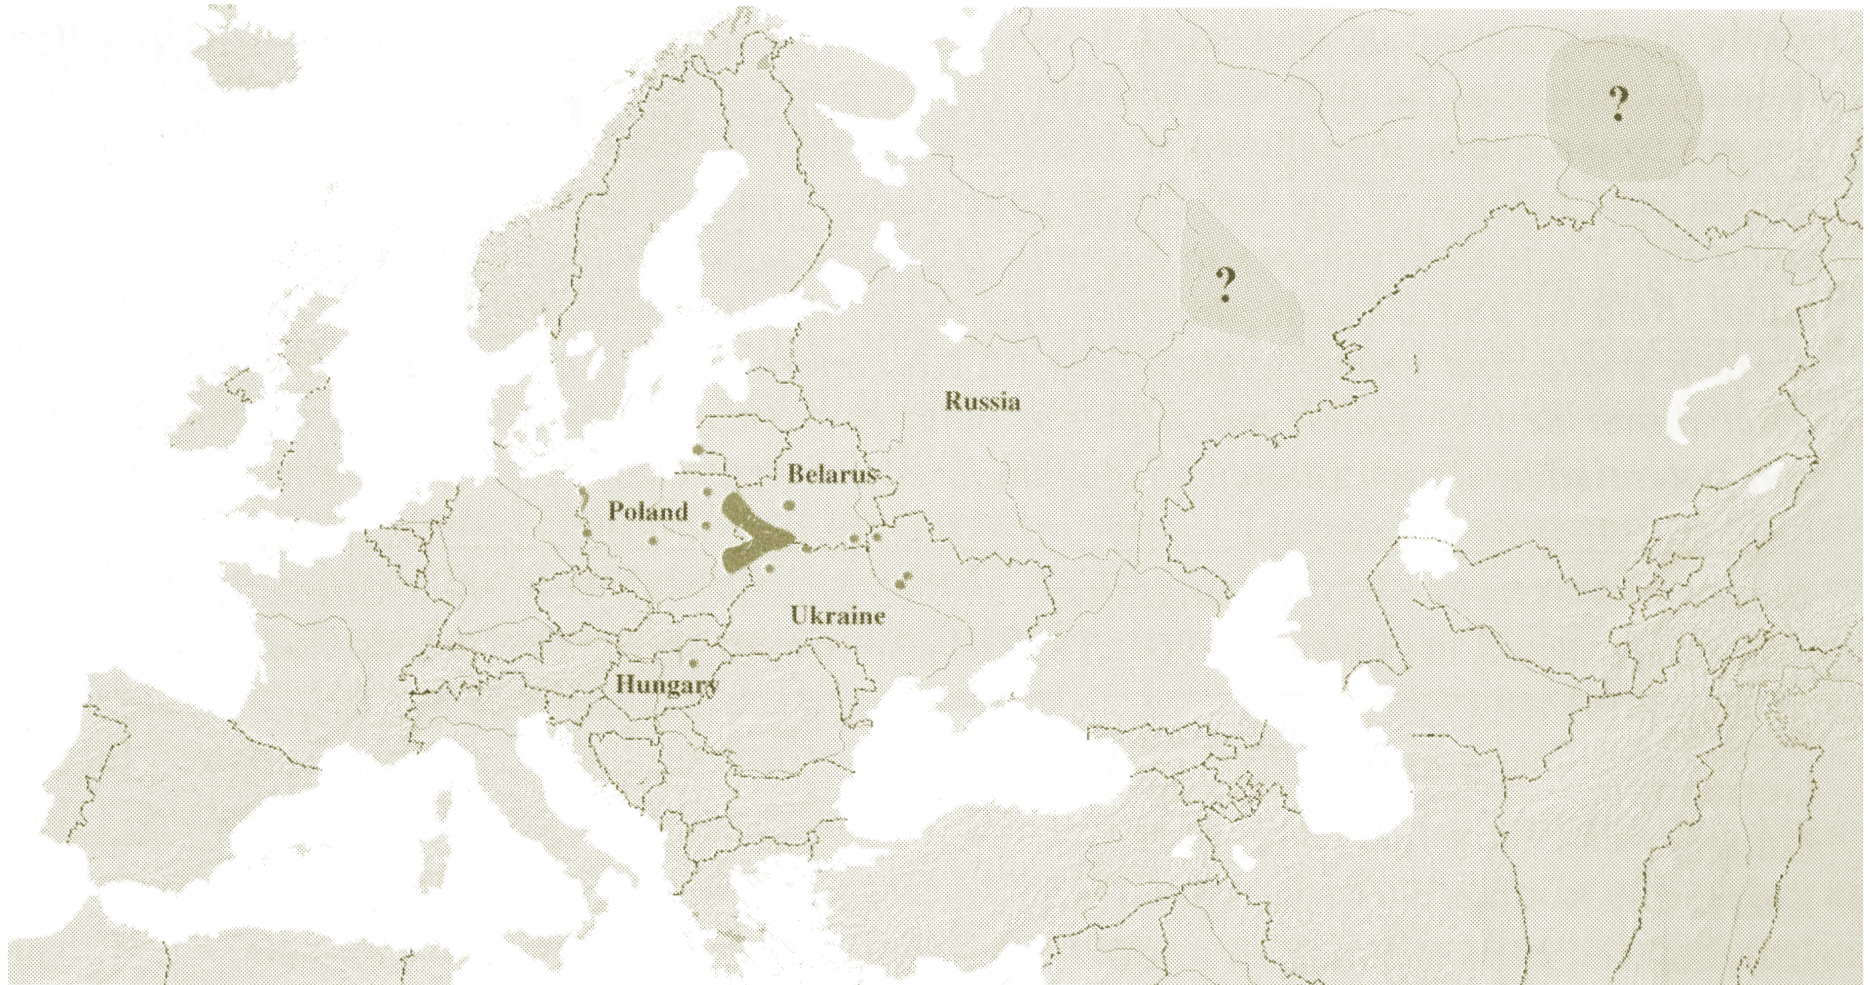 ?
?
Russia
Belarus
Poland
Ukraine
Hungary